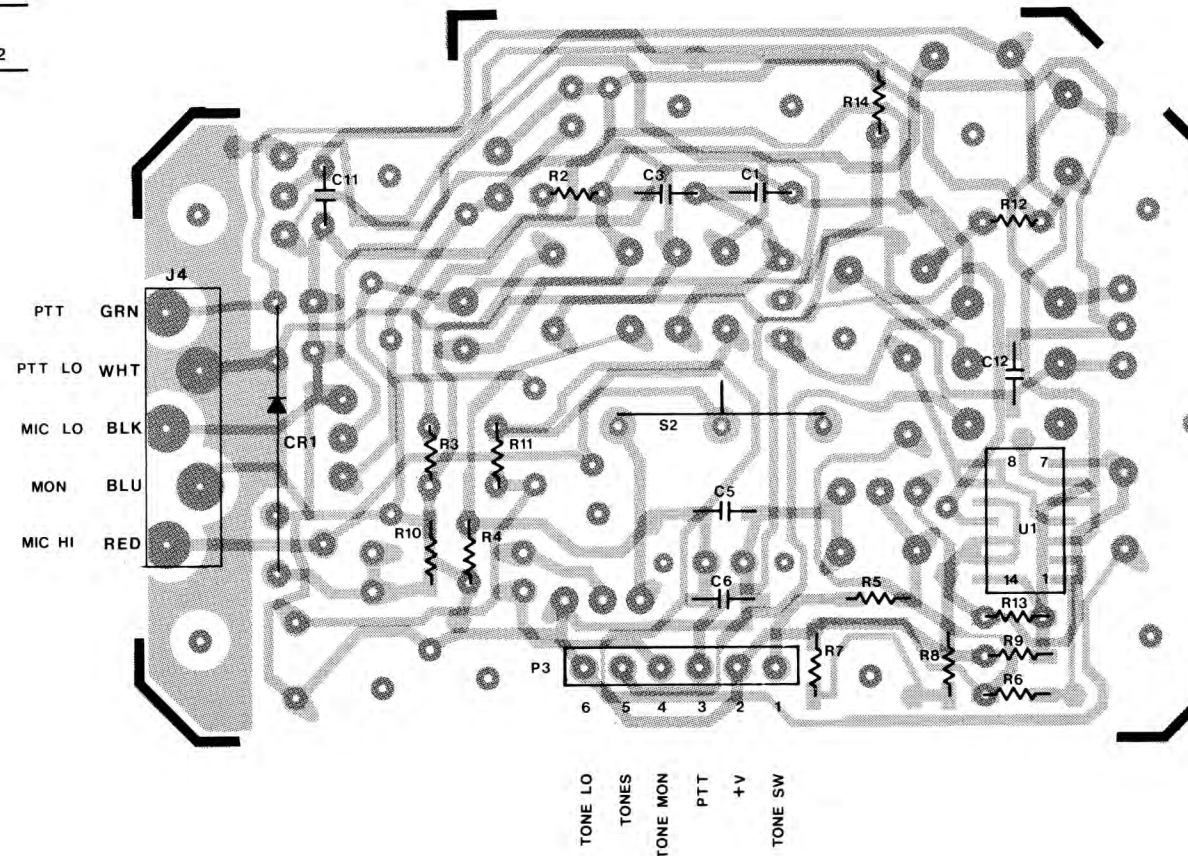 2
R14
C11
R2 C3 C1
R12
J4
PTT GRN
PTT LO WHT
C12
MIC LO BLK
S2
CR1
R3 R11
8 7
MON BLU
C5
U1
MIC HI RED
R10 R4
14 1
C6
R5
R13
R7 R8 R9
P3
R6
6 5 4 3 2 1
TONE LO
TONES
TONE MON
PTT
+V
TONE SW